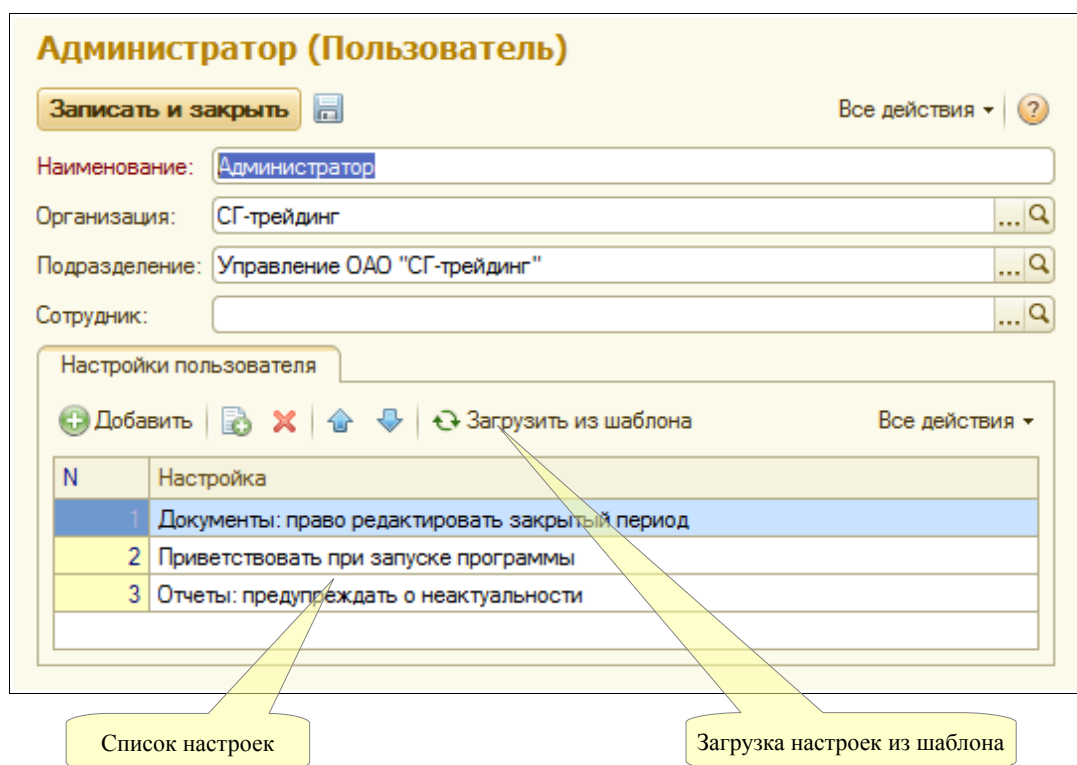 Администратор (Пользователь)
Записать и закрыть Все действия ?
Наименование: Администратор
Организация: СГ-трейдинг ...
Подразделение: Управление ОАО "СГ-трейдинг" ...
Сотрудник: ...
Настройки пользователя
Добавить Загрузить из шаблона Все действия
N Настройка
1 Документы: право редактировать закрытый период
2 Приветствовать при запуске программы
3 Отчеты: предупреждать о неактуальности
Список настроек Загрузка настроек из шаблона